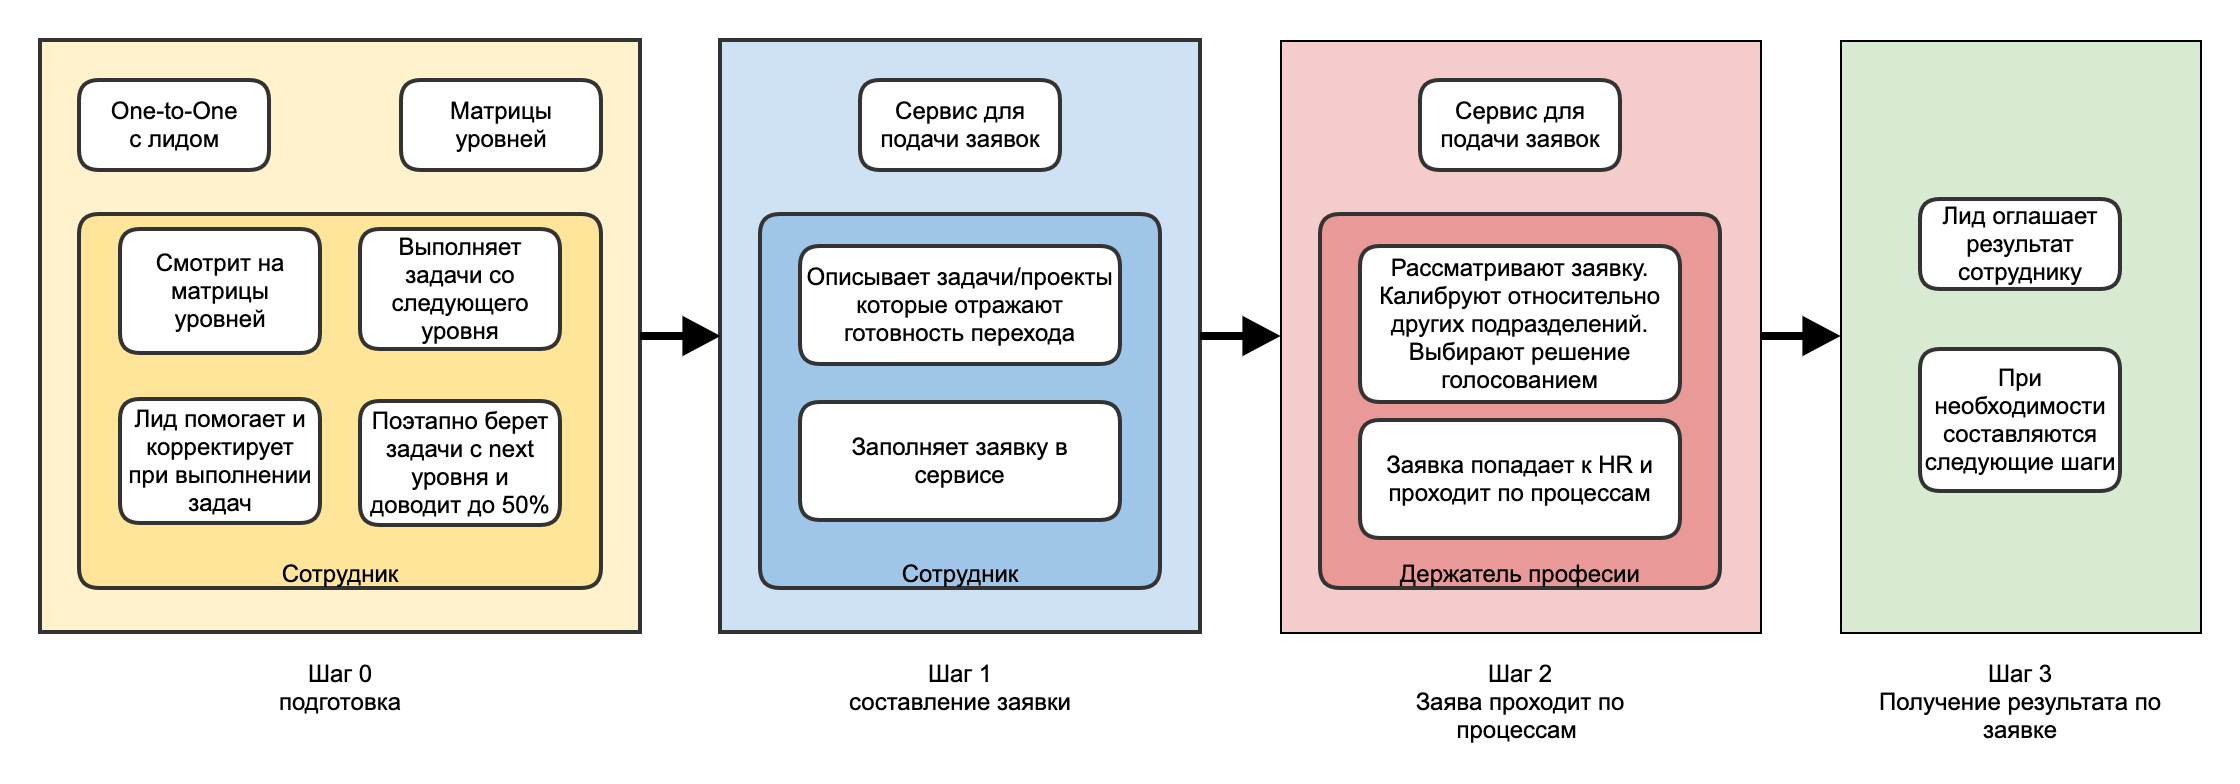 One-to-One
с лидом
Матрицы
уровней
Смотрит на
матрицы
уровней
Выполняет
задачи со
следующего
уровня
Лид помогает и
корректирует
при выполнении
задач
Поэтапно берет
задачи с next
уровня и
доводит до 50%
Сотрудник
Шаг 0
подготовка
Сервис для
подачи заявок
Описывает задачи/проекты
которые отражают
готовность перехода
Заполняет заявку в
сервисе
Сотрудник
Шаг 1
составление заявки
Сервис для
подачи заявок
Рассматривают заявку.
Калибруют относительно
других подразделений.
Выбирают решение
голосованием
Заявка попадает к HR и
проходит по процессам
Держатель професии
Шаг 2
Заява проходит по
процессам
Лид оглашает
результат
сотруднику
При
необходимости
составляются
следующие шаги
Шаг 3
Получение результата по
заявке